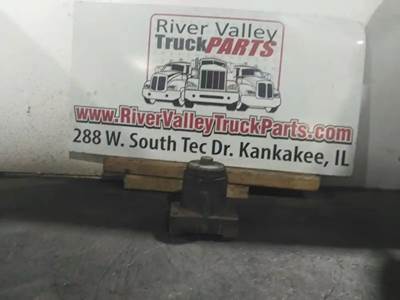 River Valley
TruckPARTS
www.RiverValleyTruckParts.com
288 W. South Tec Dr. Kankakee, IL